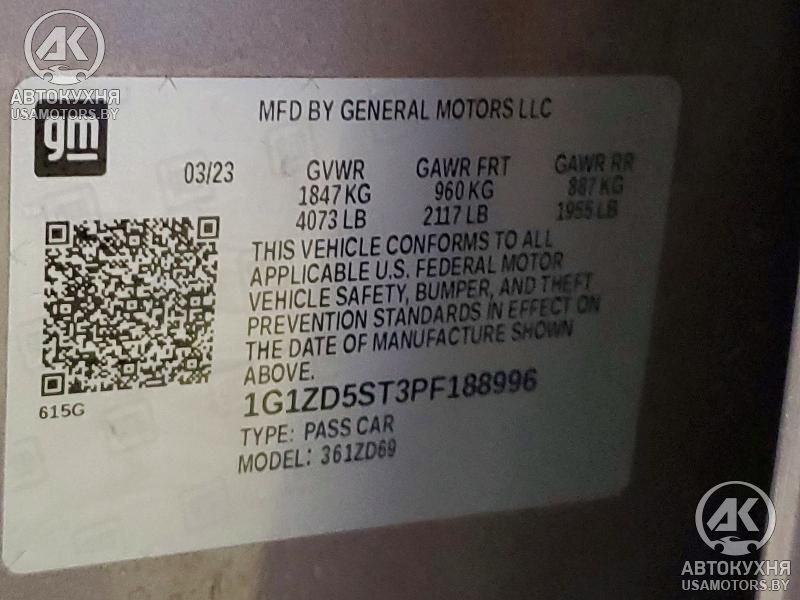 АК
АВТОКУХНЯ
USAMOTORS.BY
gm
MFD BY GENERAL MOTORS LLC
03/23 GVWR GAWR FRT GAWR RR
1847 KG 960 KG 887 KG
4073 LB 2117 LB 1955 LB
THIS VEHICLE CONFORMS TO ALL
APPLICABLE U.S. FEDERAL MOTOR
VEHICLE SAFETY, BUMPER, AND THEFT
PREVENTION STANDARDS IN EFFECT ON
THE DATE OF MANUFACTURE SHOWN
ABOVE.
615G
1G1ZD5ST3PF188996
TYPE: PASS CAR
MODEL: 361ZD69
АК
АВТОКУХНЯ
USAMOTORS.BY